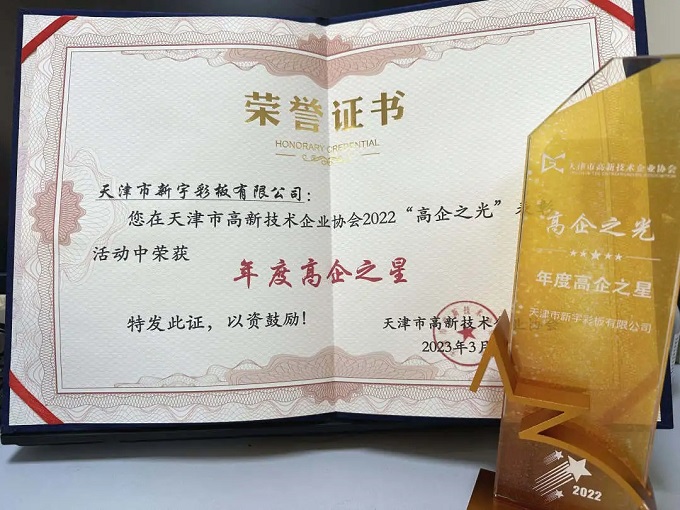 荣誉证书
HONORARY CREDENTIAL
天津市新宇彩板有限公司：
您在天津市高新技术企业协会2022“高企之光”
活动中荣获
年度高企之星
特发此证，以资鼓励！
天津市高新技术
2023年3月
天津市高新技术企业协会
高企之光
年度高企之星
天津市新宇彩板有限公司
2022